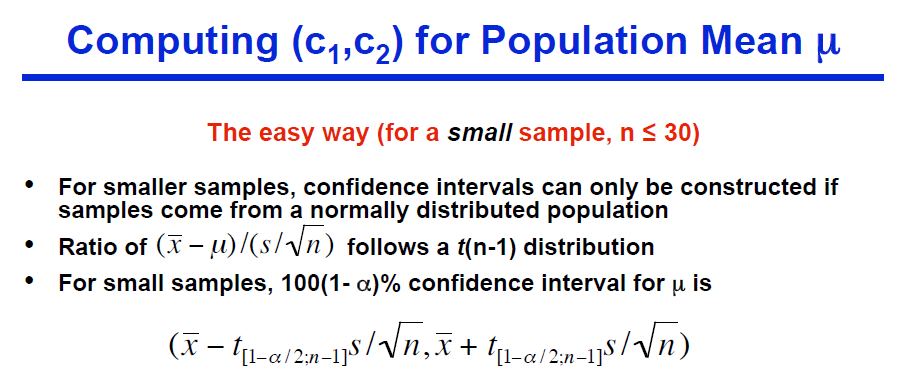 Computing (c₁,c₂) for Population Mean μ
The easy way (for a small sample, n ≤ 30)
• For smaller samples, confidence intervals can only be constructed if
samples come from a normally distributed population
• Ratio of (x̄ − μ)/(s/√n) follows a t(n-1) distribution
• For small samples, 100(1- α)% confidence interval for μ is
(x̄ − t[1−α/2;n−1]s/√n, x̄ + t[1−α/2;n−1]s/√n)